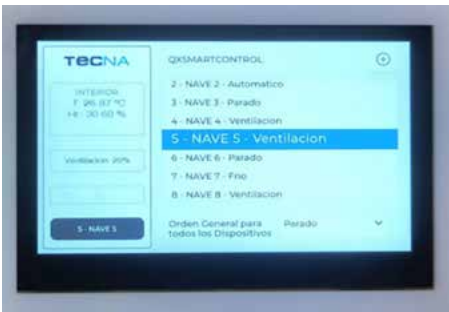 TECNA
INTERIOR
T: 26.87 ºC
Hr: 30.60 %
Ventilacion 20%
5 - NAVE 5
QXSMARTCONTROL
2 - NAVE 2 - Automatico
3 - NAVE 3 - Parado
4 - NAVE 4 - Ventilacion
5 - NAVE 5 - Ventilacion
6 - NAVE 6 - Parado
7 - NAVE 7 - Frio
8 - NAVE 8 - Ventilacion
Orden General para
todos los Dispositivos
Parado